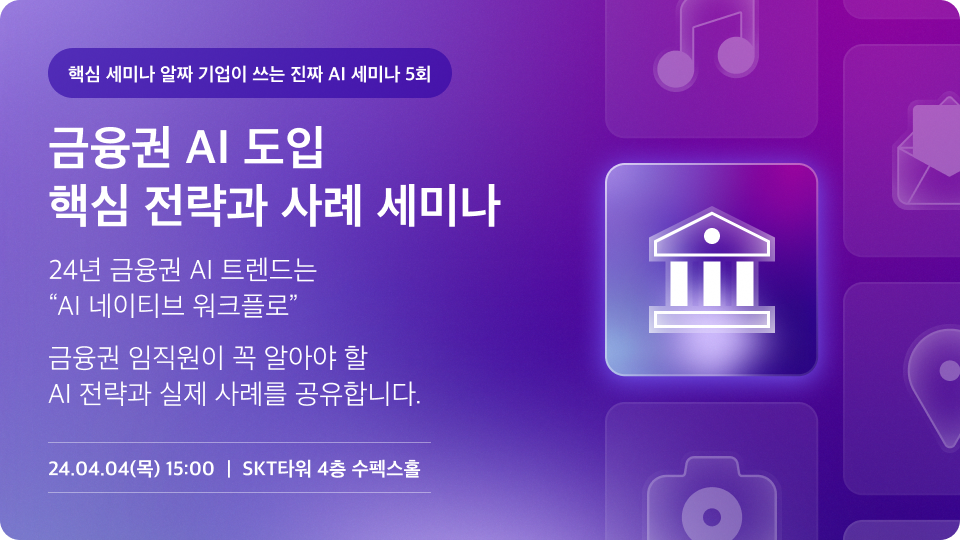 핵심 세미나 알짜 기업이 쓰는 진짜 AI 세미나 5회
금융권 AI 도입
핵심 전략과 사례 세미나
24년 금융권 AI 트렌드는
“AI 네이티브 워크플로”
금융권 임직원이 꼭 알아야 할
AI 전략과 실제 사례를 공유합니다.
24.04.04(목) 15:00 | SKT타워 4층 수펙스홀